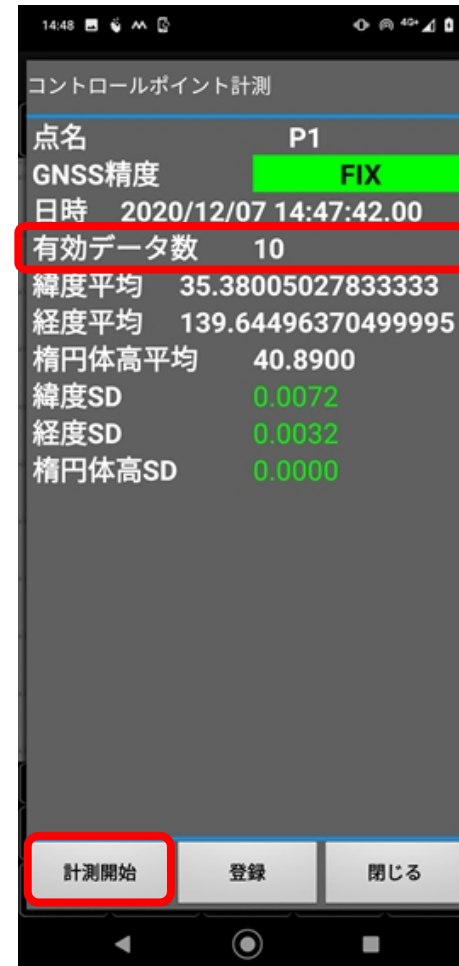 14:48 4G+
コントロールポイント計測
点名 P1
GNSS精度 FIX
日時 2020/12/07 14:47:42.00
有効データ数 10
緯度平均 35.38005027833333
経度平均 139.64496370499995
楕円体高平均 40.8900
緯度SD 0.0072
経度SD 0.0032
楕円体高SD 0.0000
計測開始 登録 閉じる